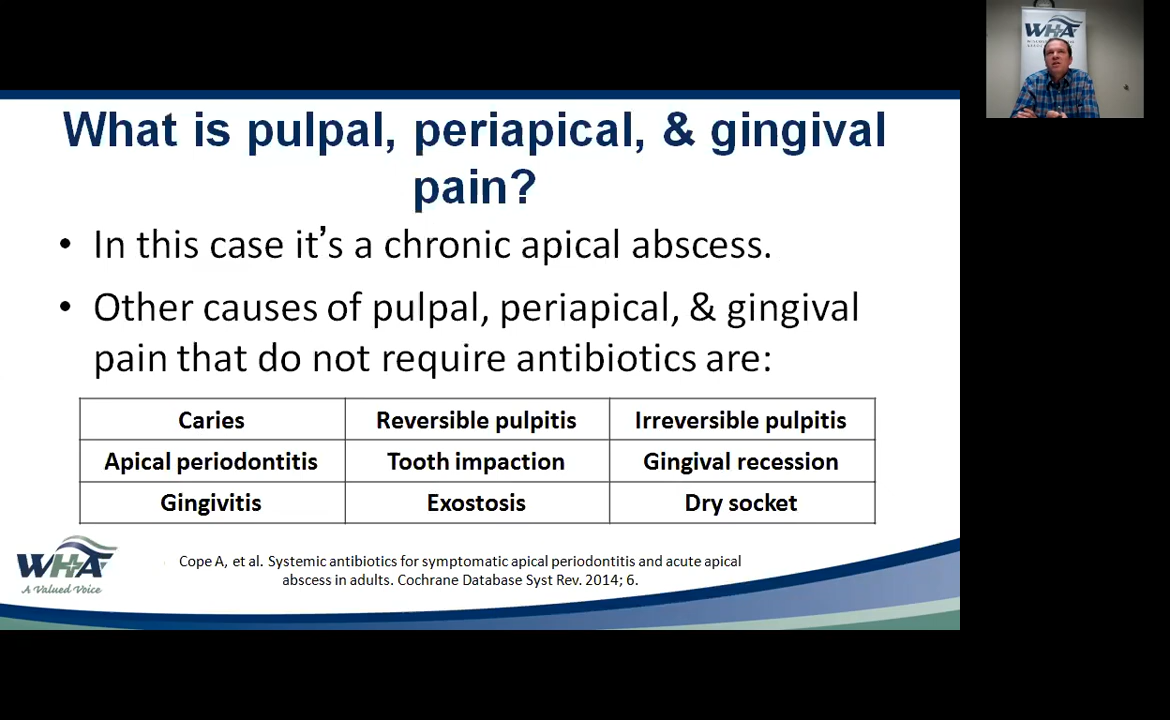 What is pulpal, periapical, & gingival
pain?
• In this case it’s a chronic apical abscess.
• Other causes of pulpal, periapical, & gingival
pain that do not require antibiotics are:
Caries Reversible pulpitis Irreversible pulpitis
Apical periodontitis Tooth impaction Gingival recession
Gingivitis Exostosis Dry socket
Cope A, et al. Systemic antibiotics for symptomatic apical periodontitis and acute apical
abscess in adults. Cochrane Database Syst Rev. 2014; 6.
WHA
A Valued Voice
WHA